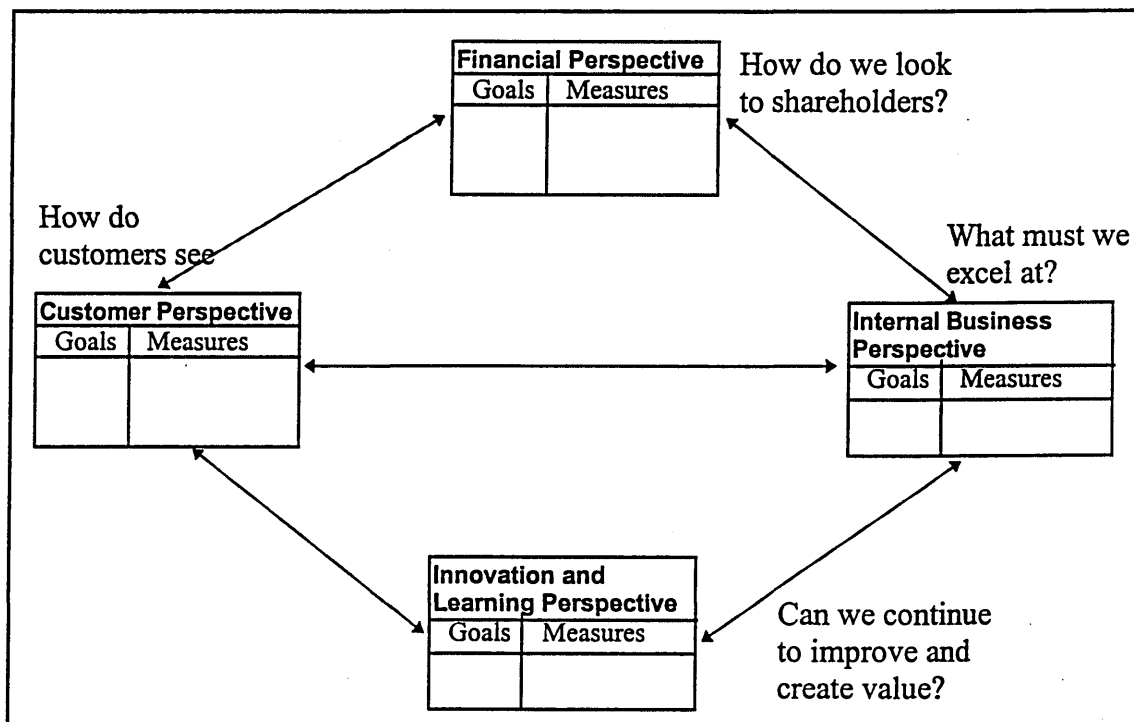 Financial Perspective
Goals Measures
How do we look
to shareholders?
How do
customers see
Customer Perspective
Goals Measures
What must we
excel at?
Internal Business
Perspective
Goals Measures
Innovation and
Learning Perspective
Goals Measures
Can we continue
to improve and
create value?